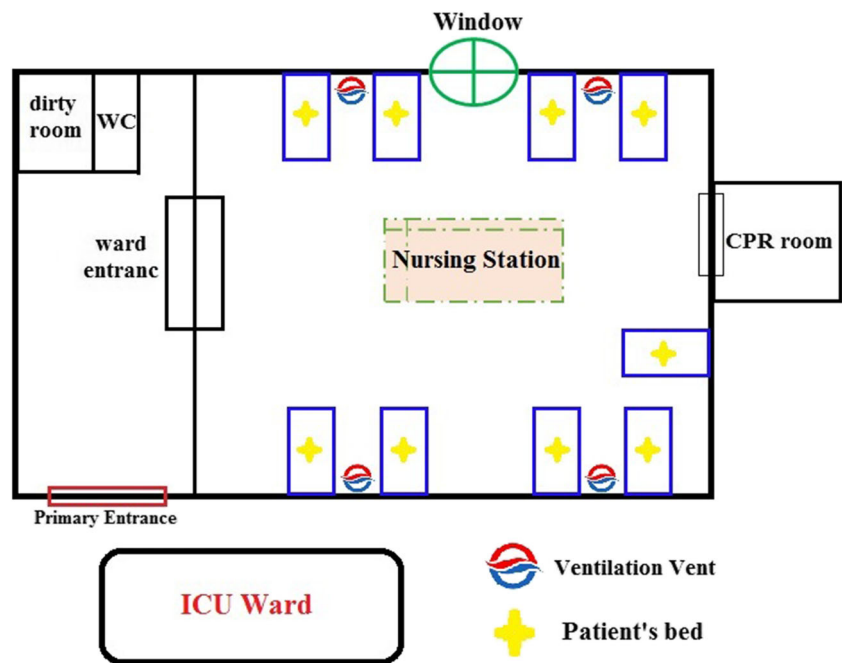 Window
dirty
room
WC
ward
entranc
Nursing Station
CPR room
Primary Entrance
ICU Ward
Ventilation Vent
Patient's bed